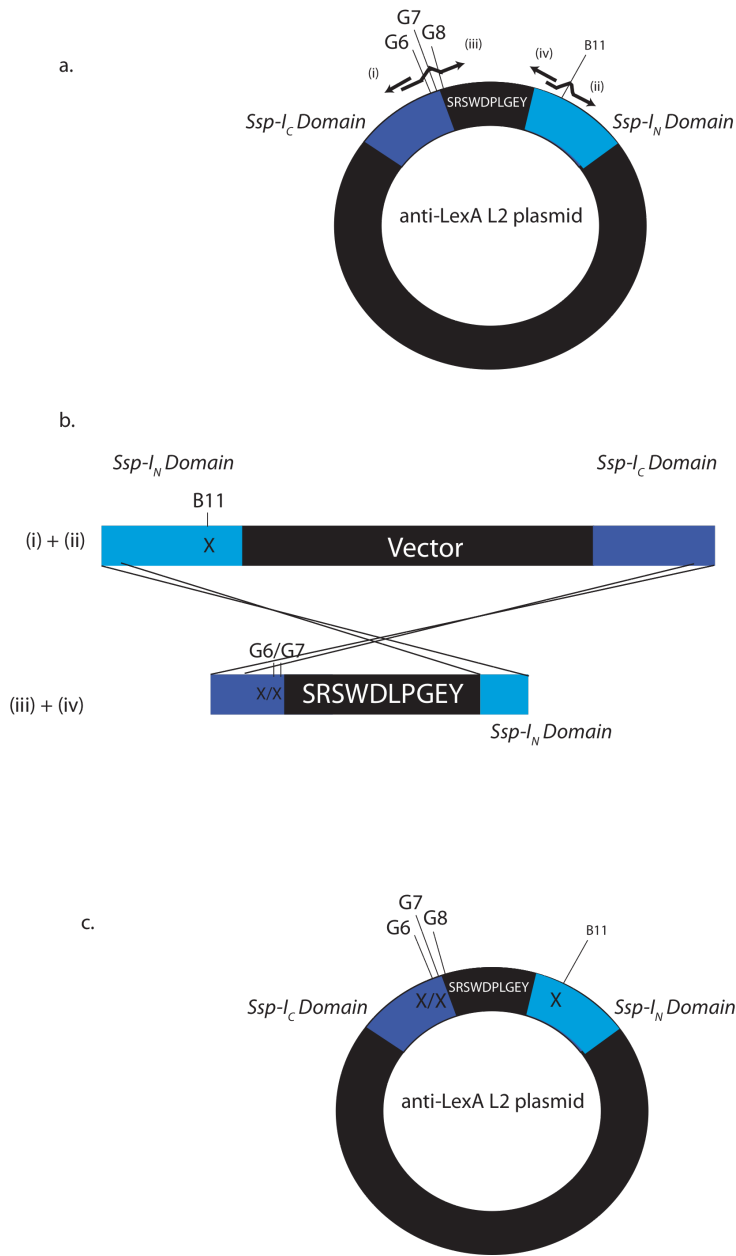 a.
G7
G6 G8 (iii)
(i)
(iv) B11
(ii)
SRSWDPLGEY
Ssp-I_C Domain
Ssp-I_N Domain
anti-LexA L2 plasmid
b.
Ssp-I_N Domain
Ssp-I_C Domain
B11
(i) + (ii)
X
Vector
G6/G7
(iii) + (iv)
X/X
SRSWDLPGEY
Ssp-I_N Domain
c.
G7
G6 G8
B11
SRSWDPLGEY
X/X
X
Ssp-I_C Domain
Ssp-I_N Domain
anti-LexA L2 plasmid